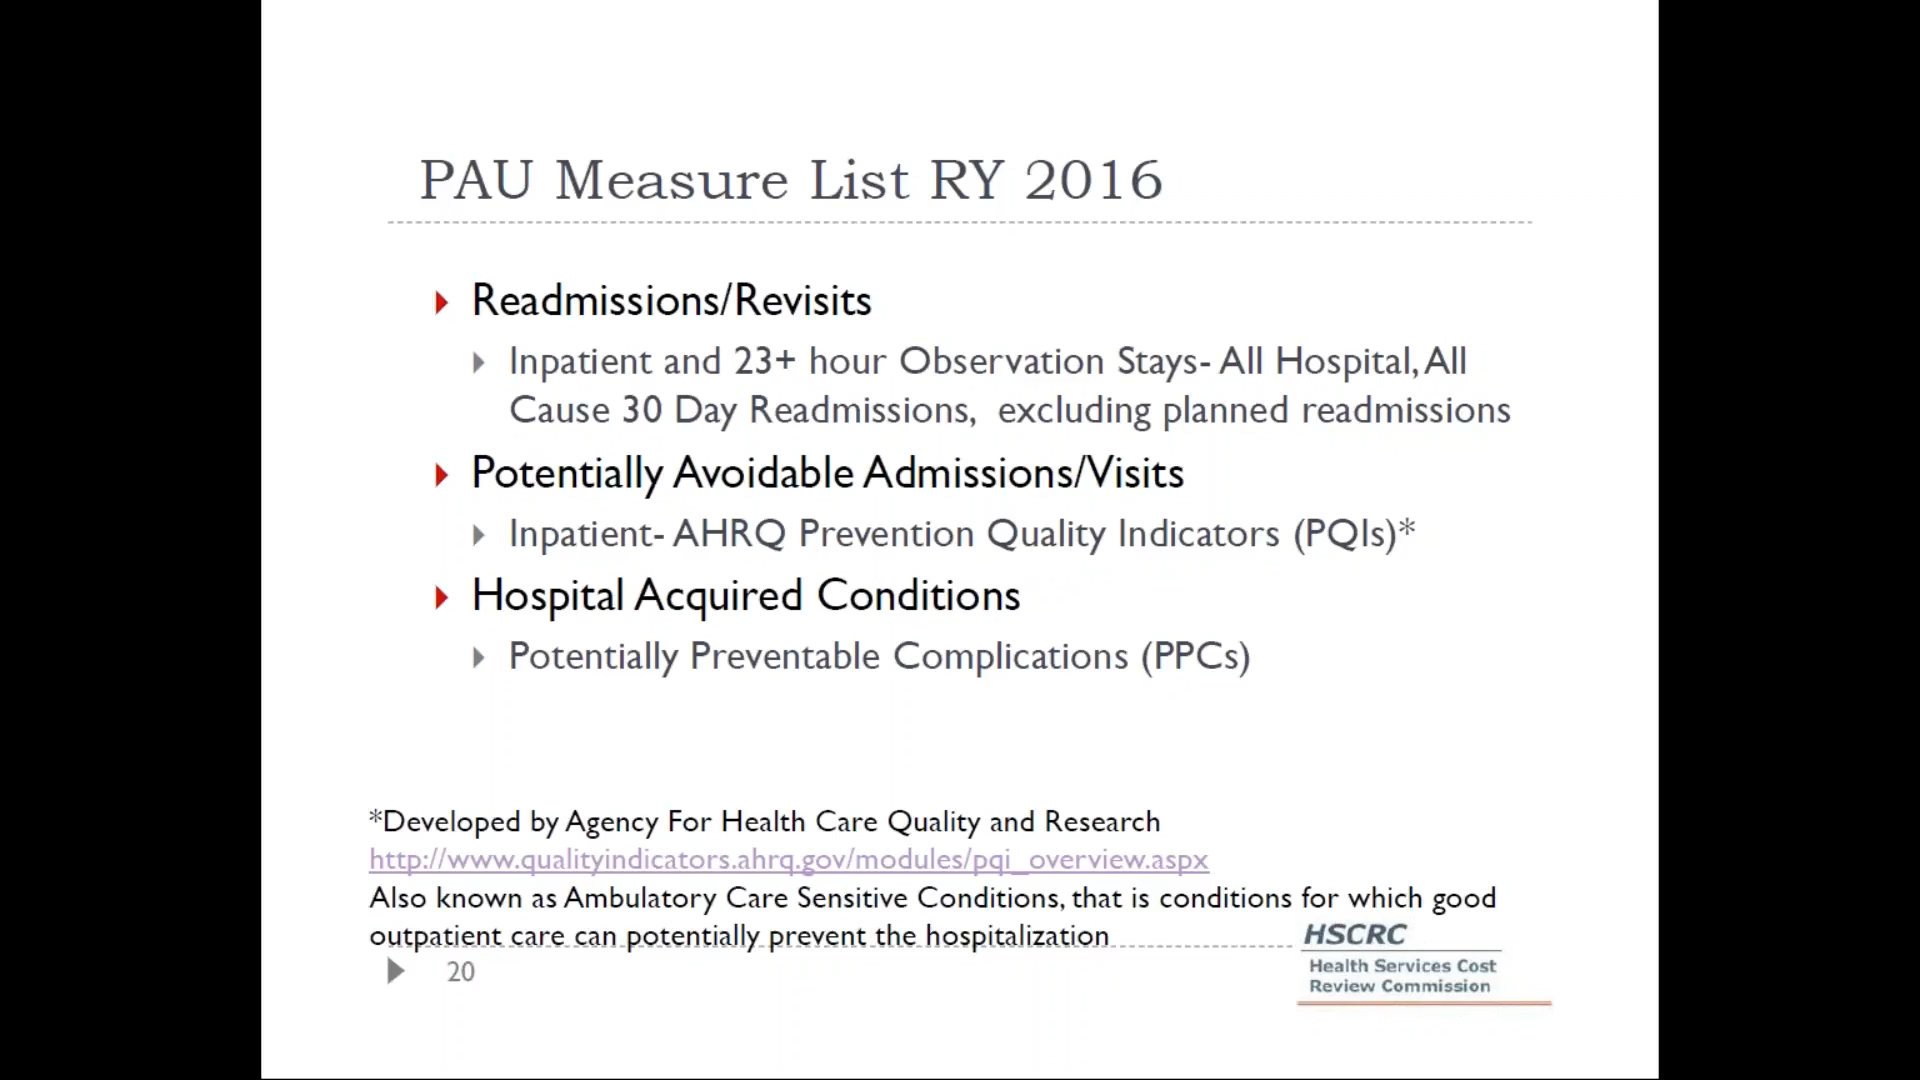 PAU Measure List RY 2016
Readmissions/Revisits
Inpatient and 23+ hour Observation Stays- All Hospital, All
Cause 30 Day Readmissions, excluding planned readmissions
Potentially Avoidable Admissions/Visits
Inpatient- AHRQ Prevention Quality Indicators (PQIs)*
Hospital Acquired Conditions
Potentially Preventable Complications (PPCs)
*Developed by Agency For Health Care Quality and Research
http://www.qualityindicators.ahrq.gov/modules/pqi_overview.aspx
Also known as Ambulatory Care Sensitive Conditions, that is conditions for which good
outpatient care can potentially prevent the hospitalization
HSCRC
Health Services Cost
Review Commission
20